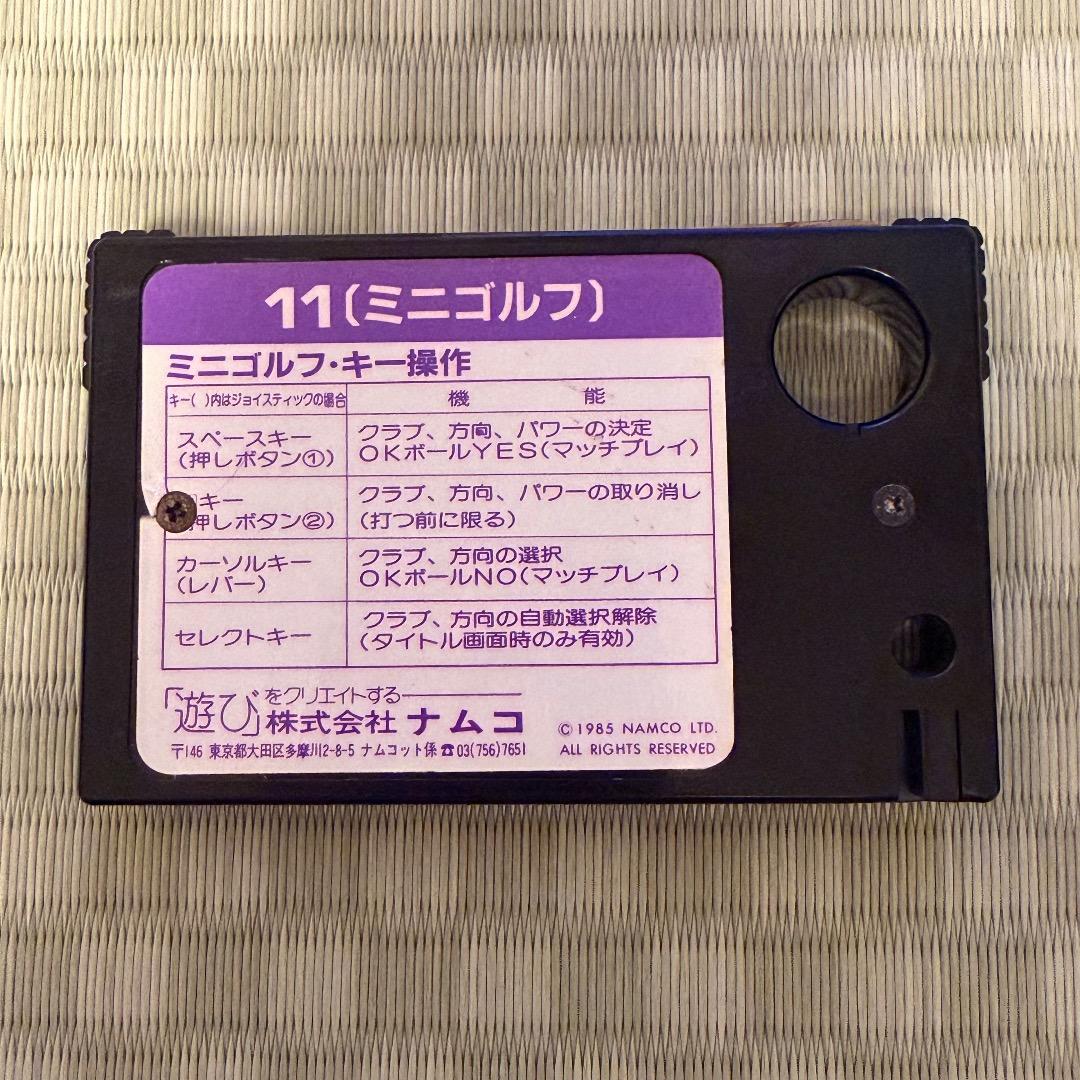 11〔ミニゴルフ〕
ミニゴルフ・キー操作
キー( )内はジョイスティックの場合
機能
スペースキー
(押しボタン①)
クラブ、方向、パワーの決定
OKボールYES(マッチプレイ)
キー
押しボタン②)
クラブ、方向、パワーの取り消し
(打つ前に限る)
カーソルキー
(レバー)
クラブ、方向の選択
OKボールNO(マッチプレイ)
セレクトキー
クラブ、方向の自動選択解除
(タイトル画面時のみ有効)
「遊び」をクリエイトする
株式会社ナムコ
〒146 東京都大田区多摩川2-8-5 ナムコット係 ☎03(756)7651
©1985 NAMCO LTD.
ALL RIGHTS RESERVED